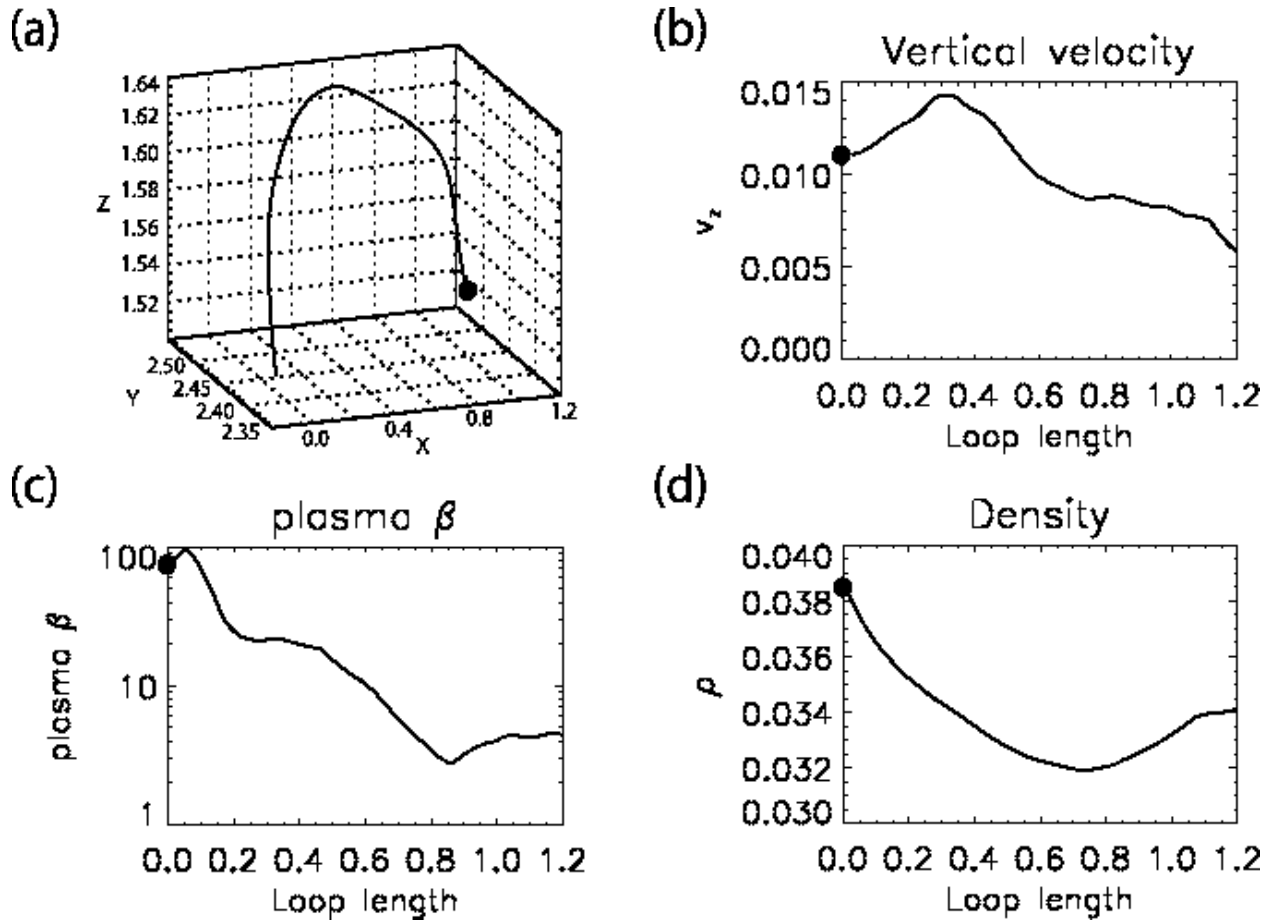 (a)
1.64
1.62
1.60
1.58
1.56
1.54
1.52
Z
2.50
2.45
2.40
2.35
Y
0.0
0.4
0.8
1.2
X
(b)
Vertical velocity
0.015
0.010
0.005
0.000
v_z
0.0 0.2 0.4 0.6 0.8 1.0 1.2
Loop length
(c)
plasma β
100
10
1
plasma β
0.0 0.2 0.4 0.6 0.8 1.0 1.2
Loop length
(d)
Density
0.040
0.038
0.036
0.034
0.032
0.030
ρ
0.0 0.2 0.4 0.6 0.8 1.0 1.2
Loop length